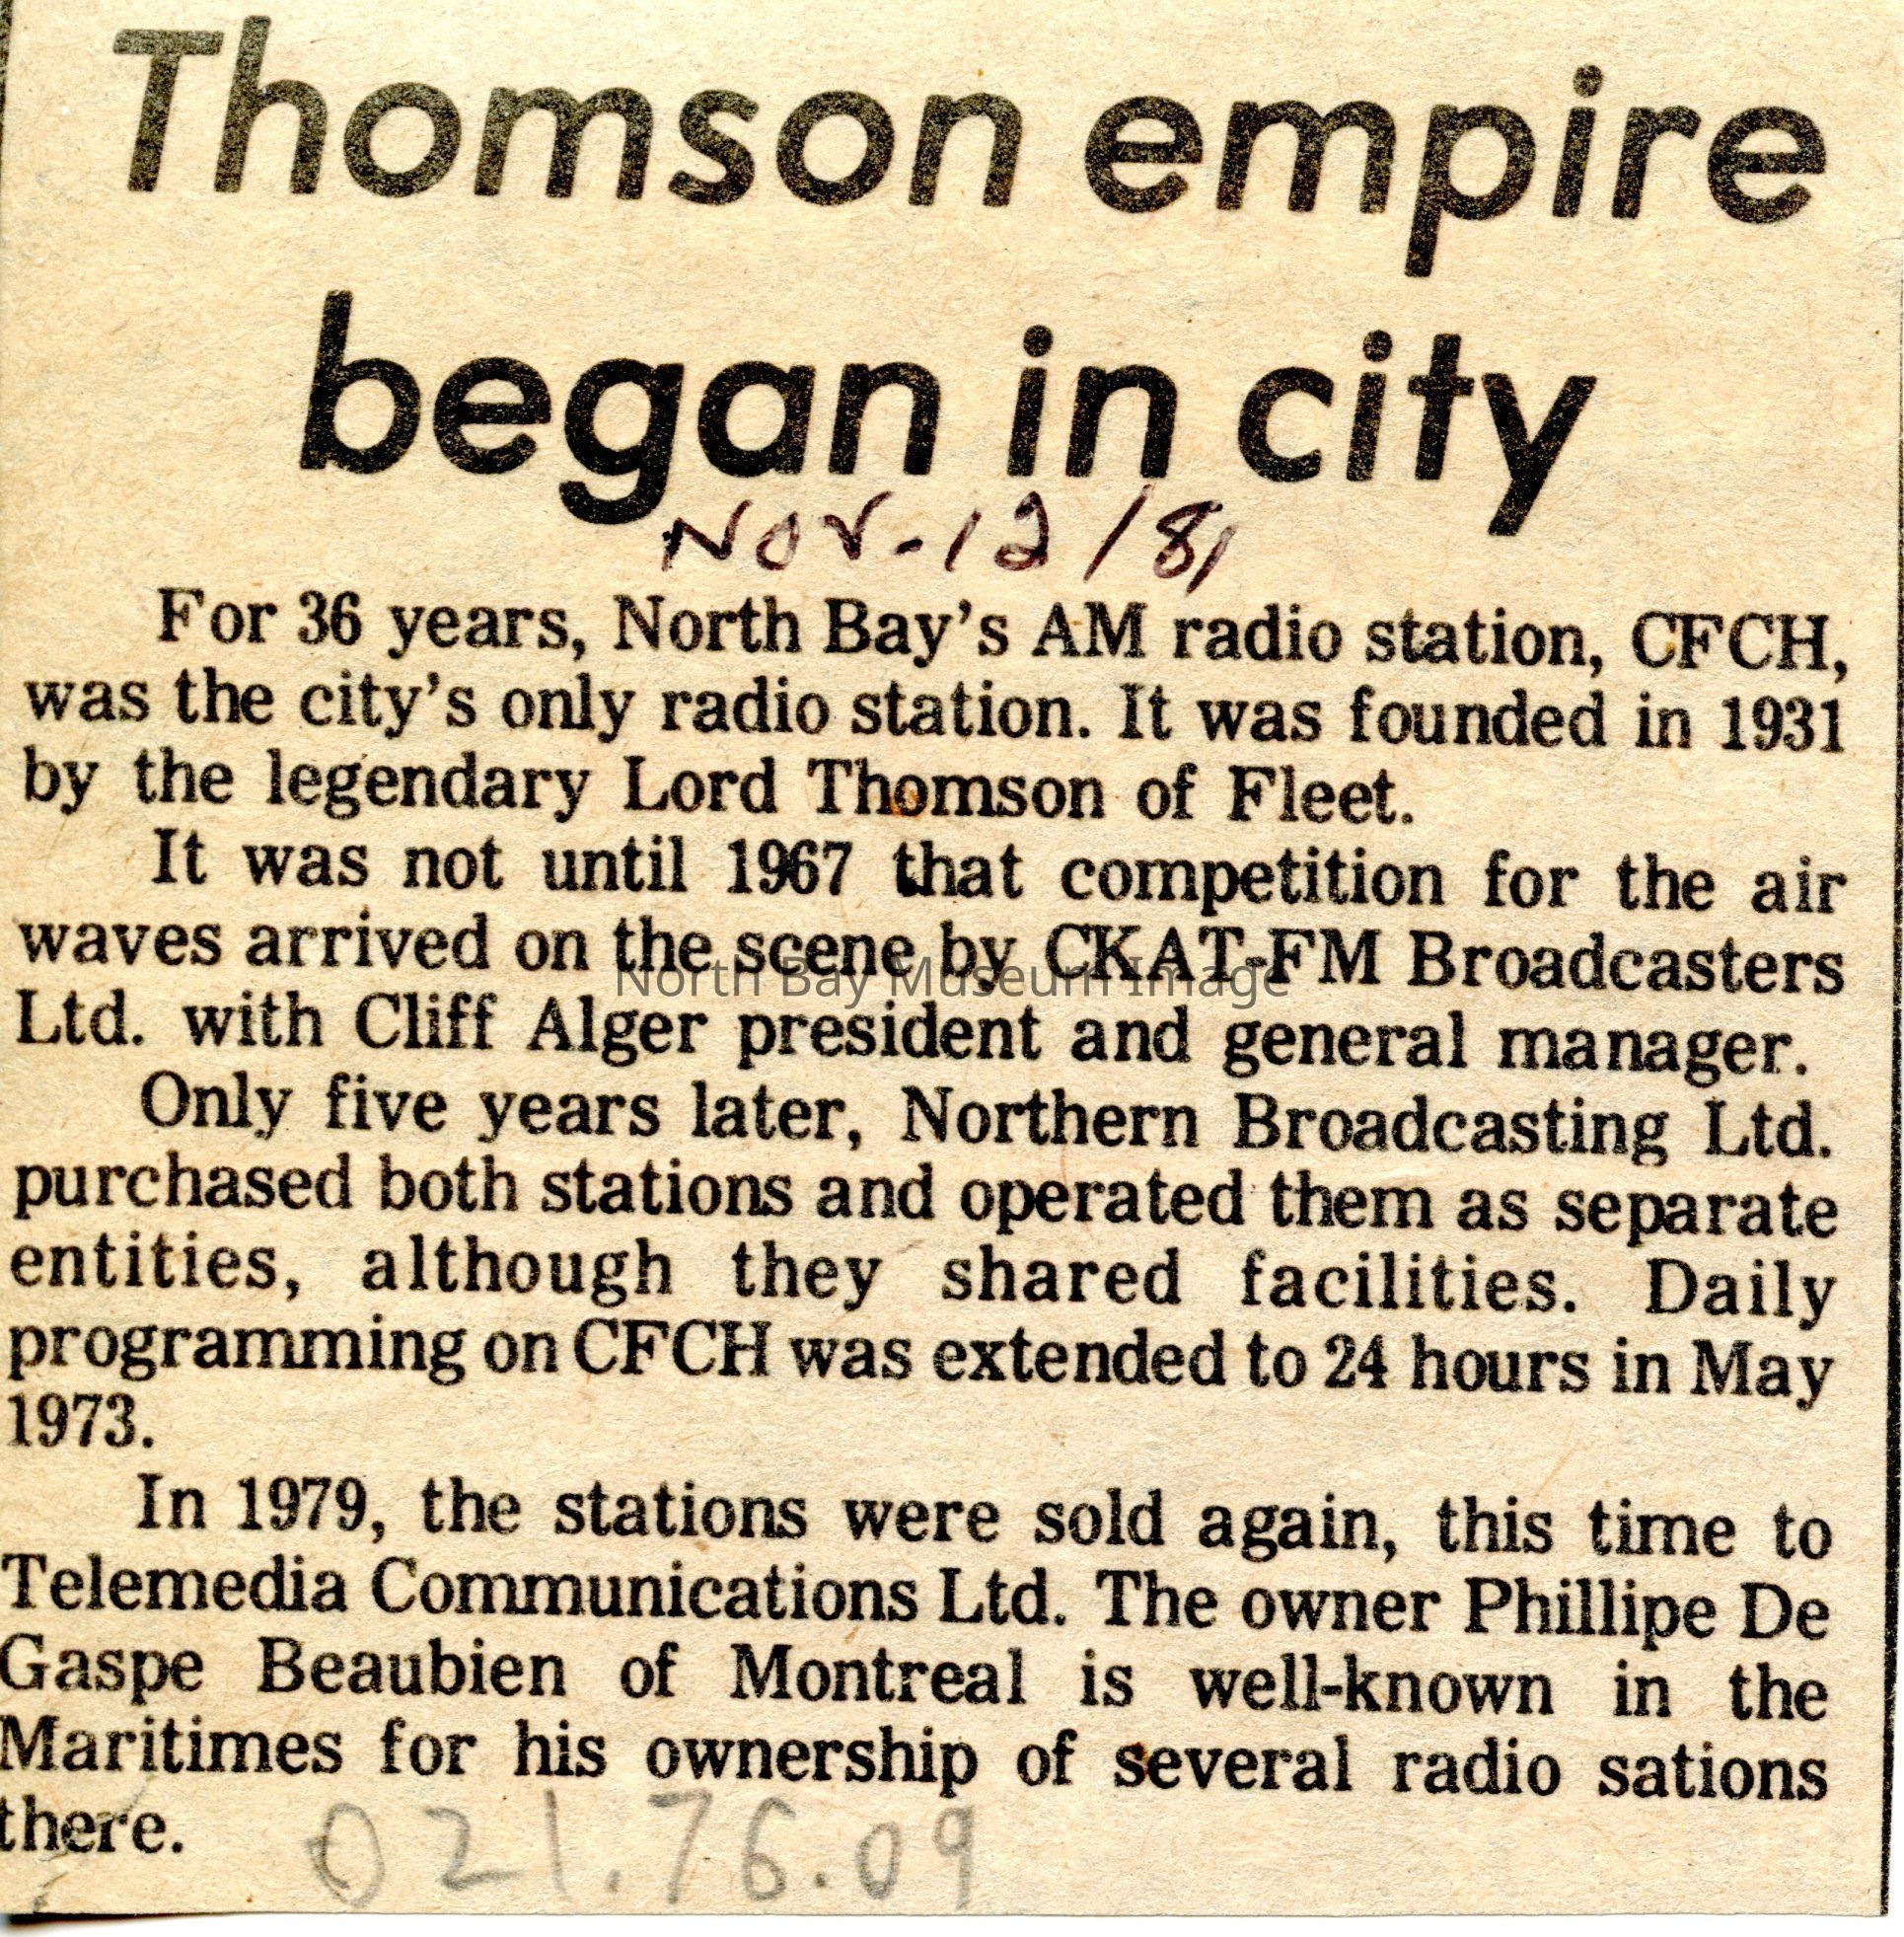 Thomson empire
began in city
Nov-12/81
For 36 years, North Bay's AM radio station, CFCH,
was the city's only radio station. It was founded in 1931
by the legendary Lord Thomson of Fleet.
It was not until 1967 that competition for the air
waves arrived on the scene by CKAT-FM Broadcasters
North Bay Museum Image
Ltd. with Cliff Alger president and general manager.
Only five years later, Northern Broadcasting Ltd.
purchased both stations and operated them as separate
entities, although they shared facilities. Daily
programming on CFCH was extended to 24 hours in May
1973.
In 1979, the stations were sold again, this time to
Telemedia Communications Ltd. The owner Phillipe De
Gaspe Beaubien of Montreal is well-known in the
Maritimes for his ownership of several radio sations
there.
021.76.09